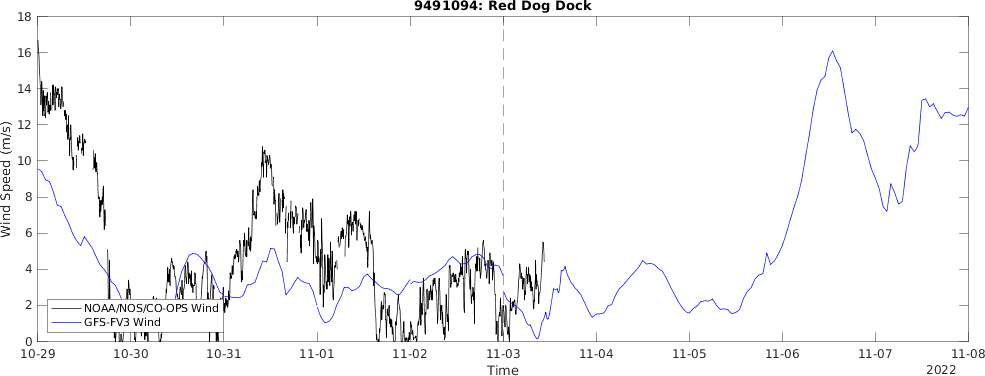 9491094: Red Dog Dock
Wind Speed (m/s)
18
16
14
12
10
8
6
4
2
0
NOAA/NOS/CO-OPS Wind
GFS-FV3 Wind
10-29 10-30 10-31 11-01 11-02 11-03 11-04 11-05 11-06 11-07 11-08
Time
2022